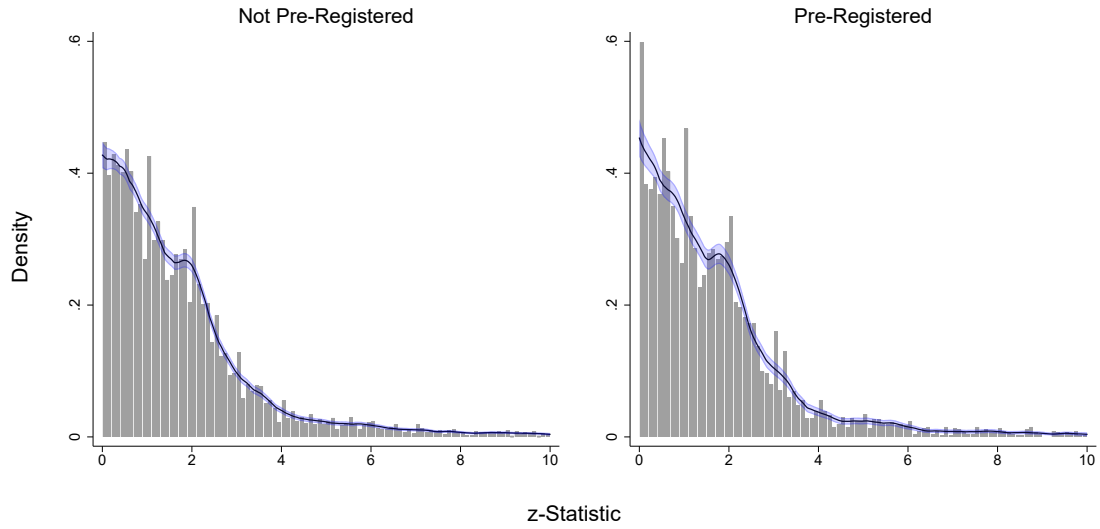 Not Pre-Registered
Pre-Registered
Density
.6
.4
.2
0
0 2 4 6 8 10
.6
.4
.2
0
0 2 4 6 8 10
z-Statistic